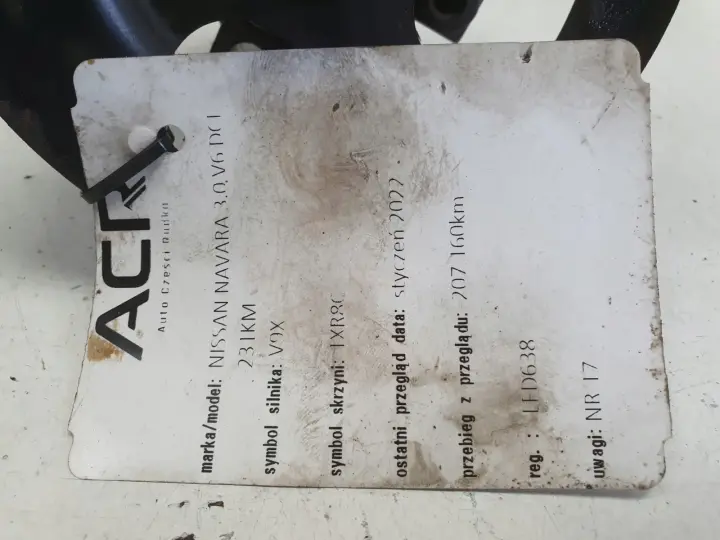 ACR
Auto Części Rudka
marka/model: NISSAN NAVARA 3.0 V6 DCI
231KM
symbol silnika: V9X
symbol skrzyni:
ostatni przegląd data: styczeń 2022
przebieg z przeglądu: 207 160km
reg. : LFD638
uwagi: NR 17